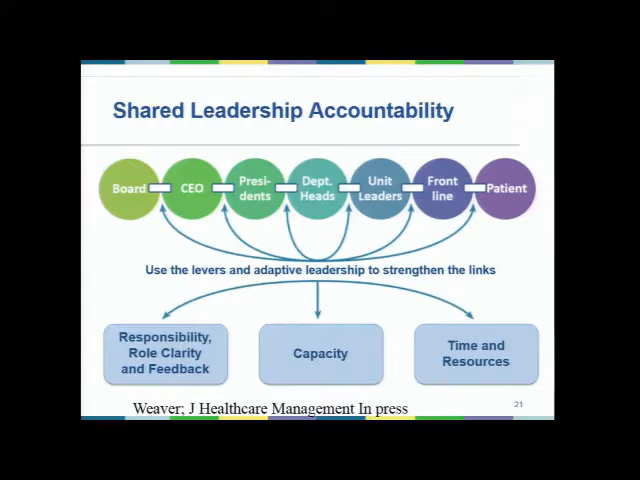 Shared Leadership Accountability
Board
CEO
Presi-
dents
Dept.
Heads
Unit
Leaders
Front
line
Patient
Use the levers and adaptive leadership to strengthen the links
Responsibility,
Role Clarity
and Feedback
Capacity
Time and
Resources
Weaver; J Healthcare Management In press
21